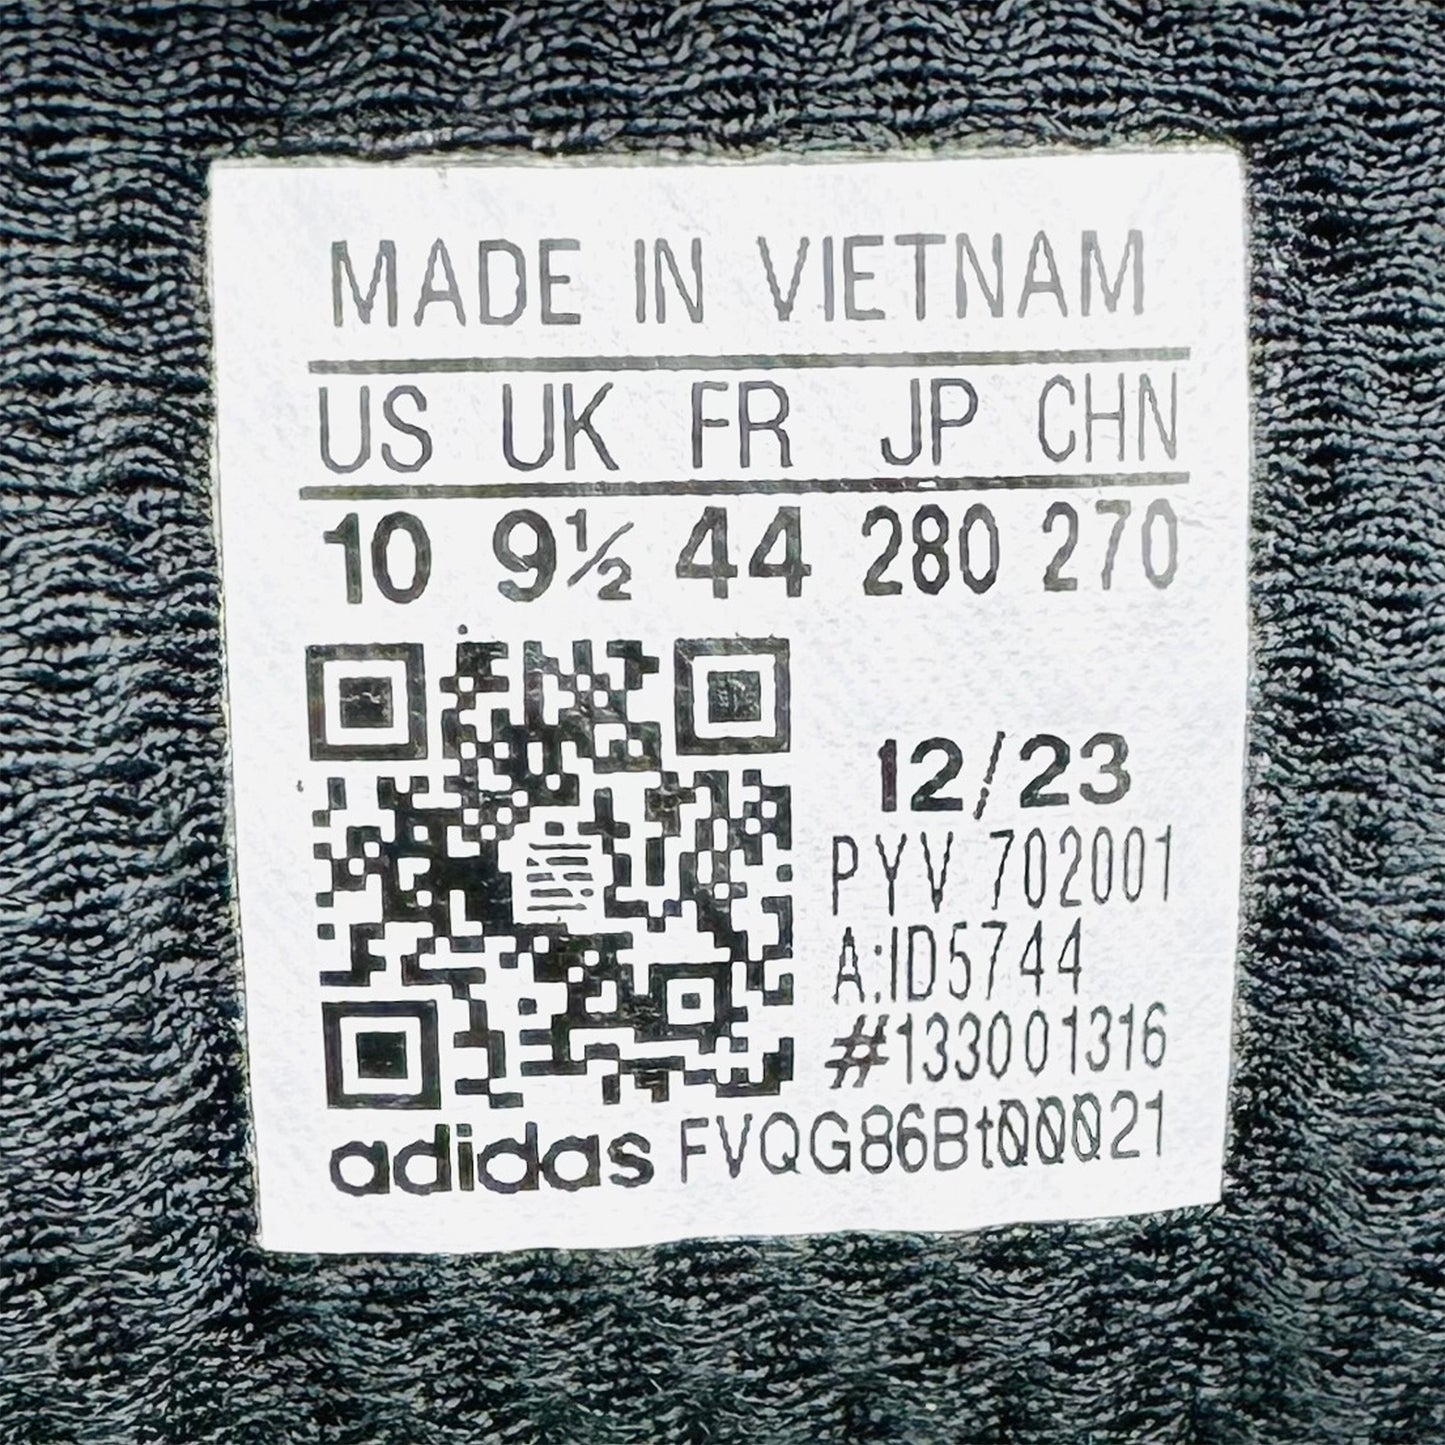 MADE IN VIETNAM
US UK FR JP CHN
10 9½ 44 280 270
12/23
PYV 702001
A:ID5744
#133001316
adidas FVQG86Bt00021